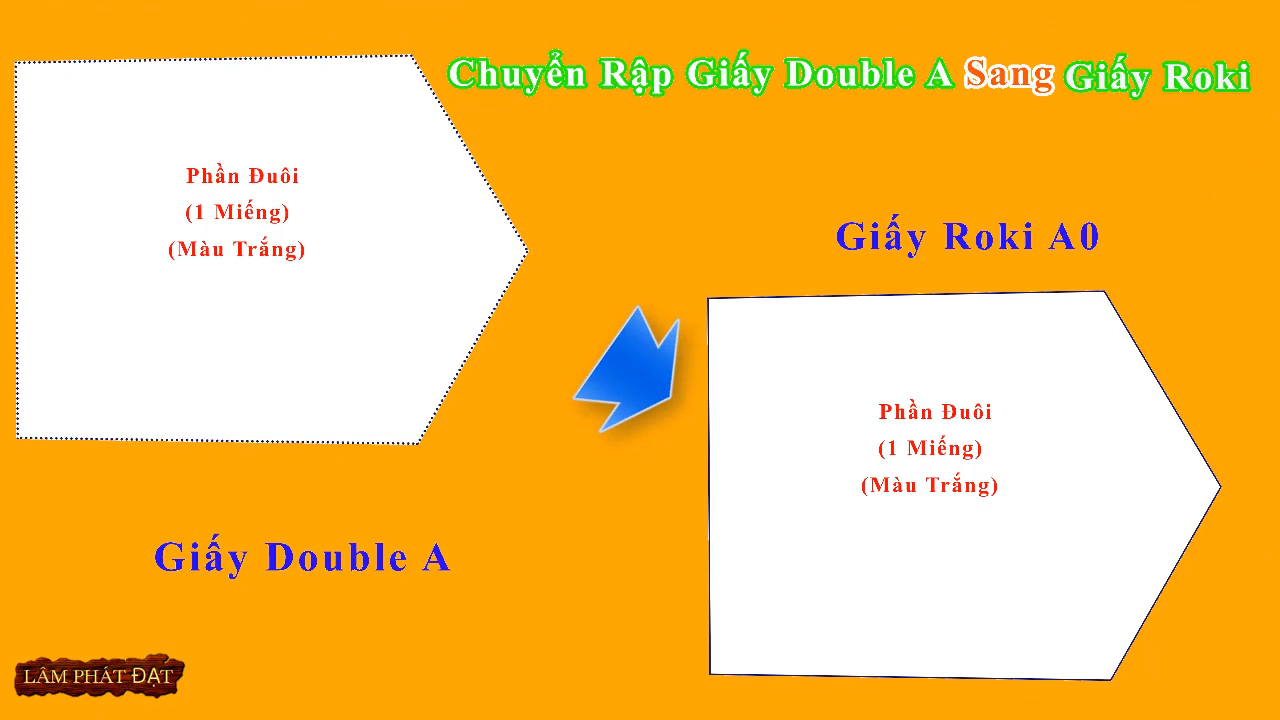 Chuyển Rập Giấy Double A Sang Giấy Roki
Phần Đuôi
(1 Miếng)
(Màu Trắng)
Giấy Roki A0
Phần Đuôi
(1 Miếng)
(Màu Trắng)
Giấy Double A
LÂM PHÁT ĐẠT